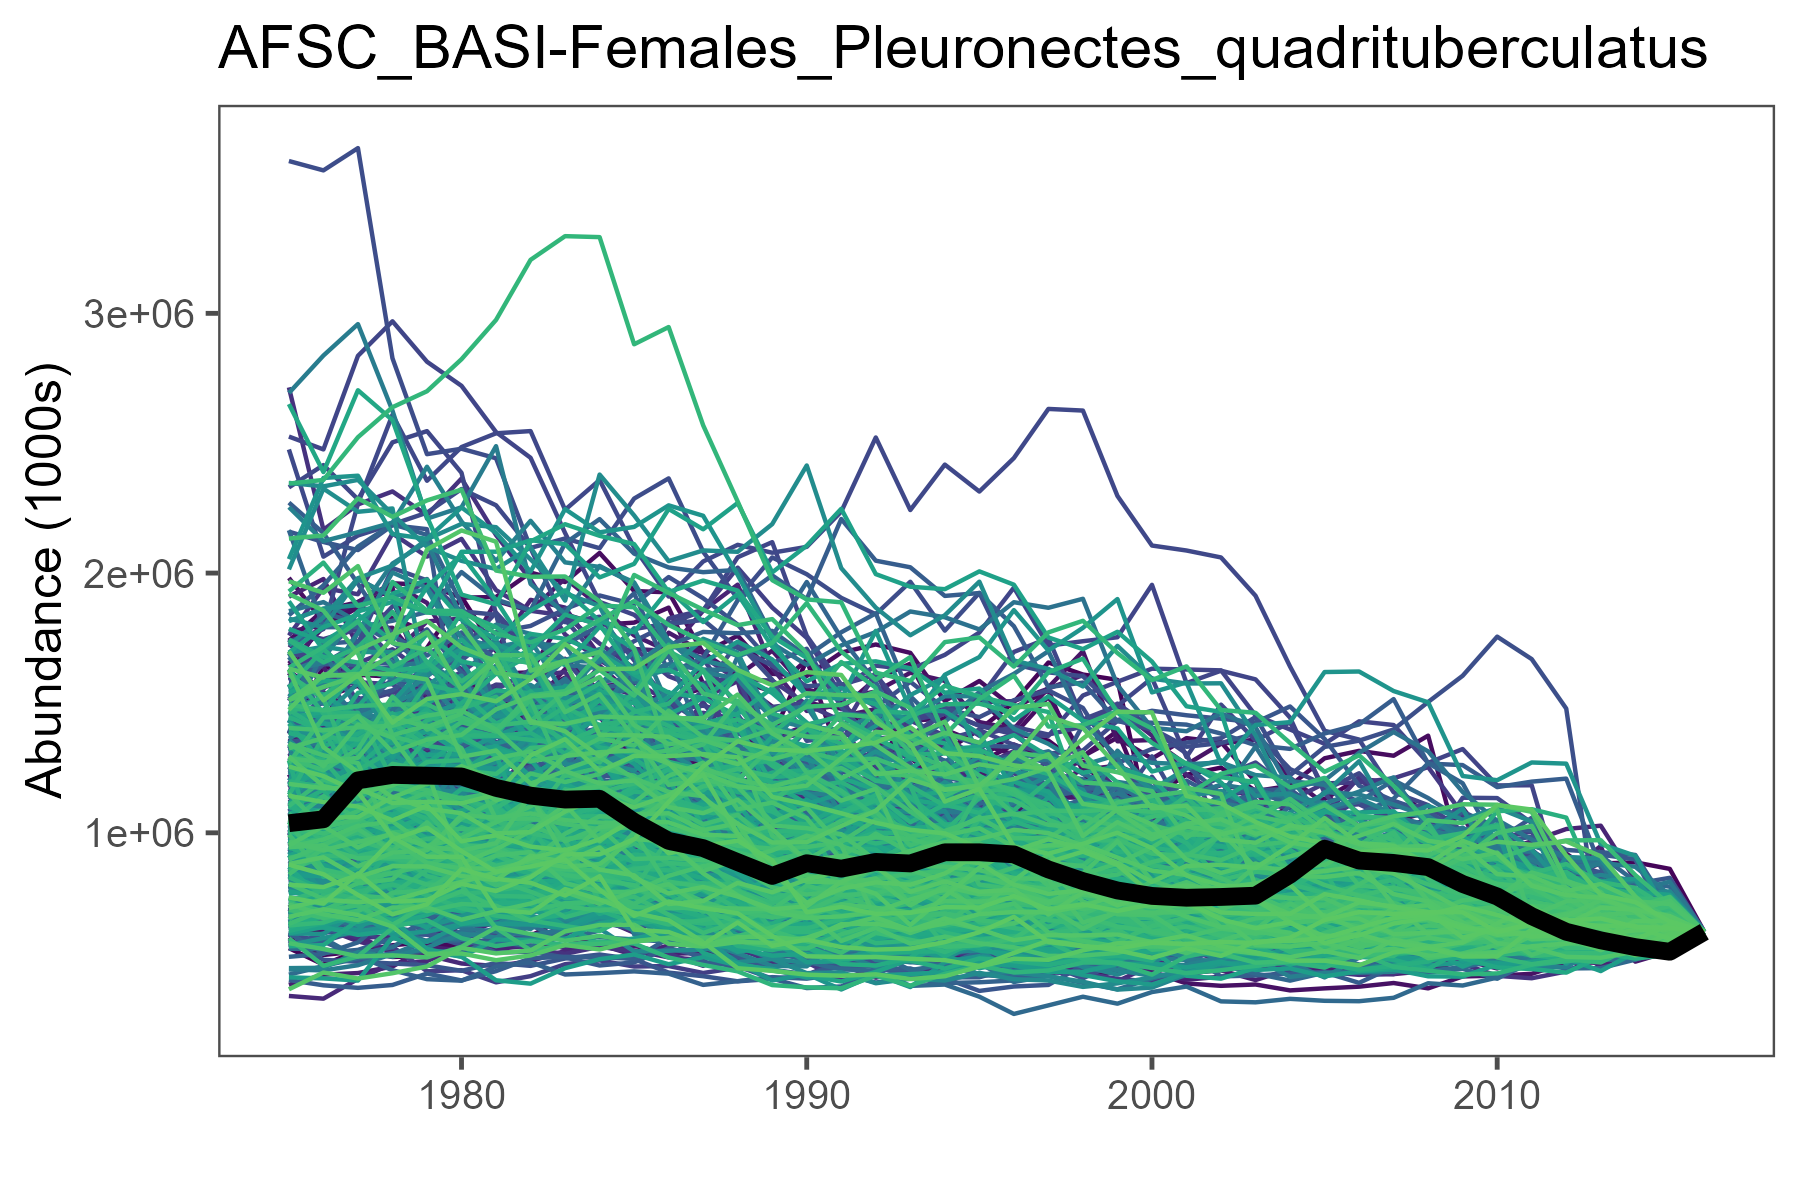 AFSC_BASI-Females_Pleuronectes_quadrituberculatus
Abundance (1000s)
3e+06
2e+06
1e+06
1980
1990
2000
2010